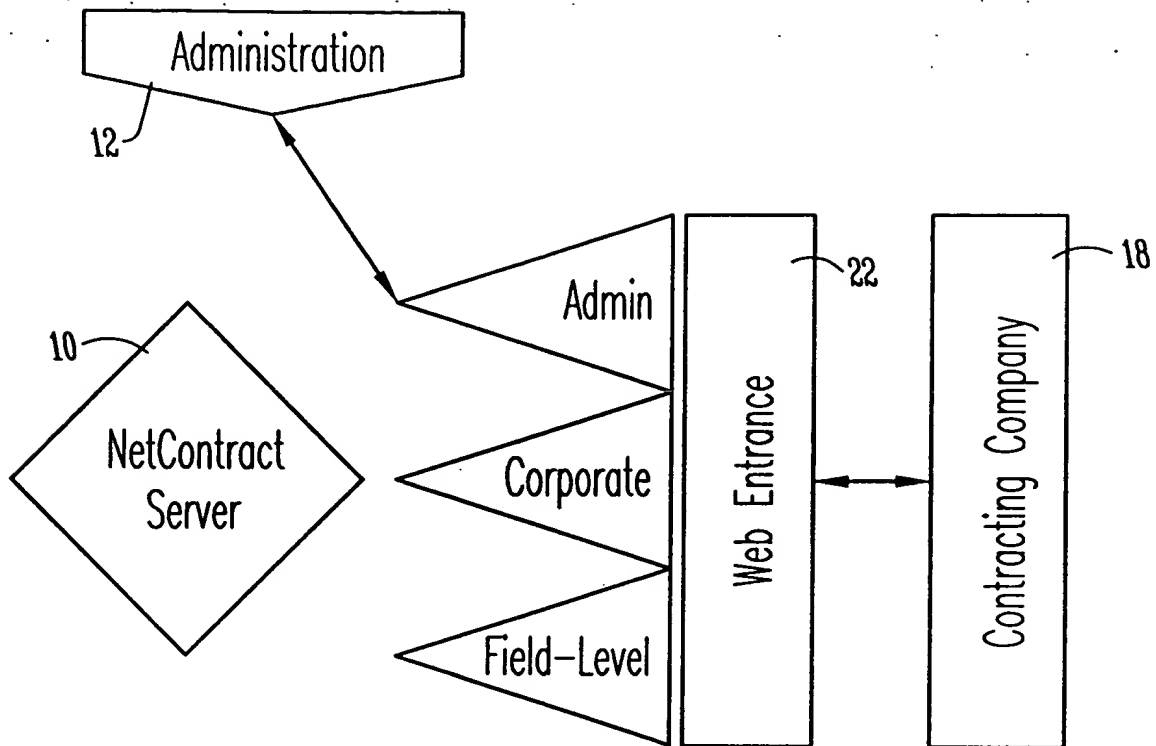 Administration
12
22
18
Admin
10
NetContract
Server
Corporate
Web Entrance
Contracting Company
Field-Level